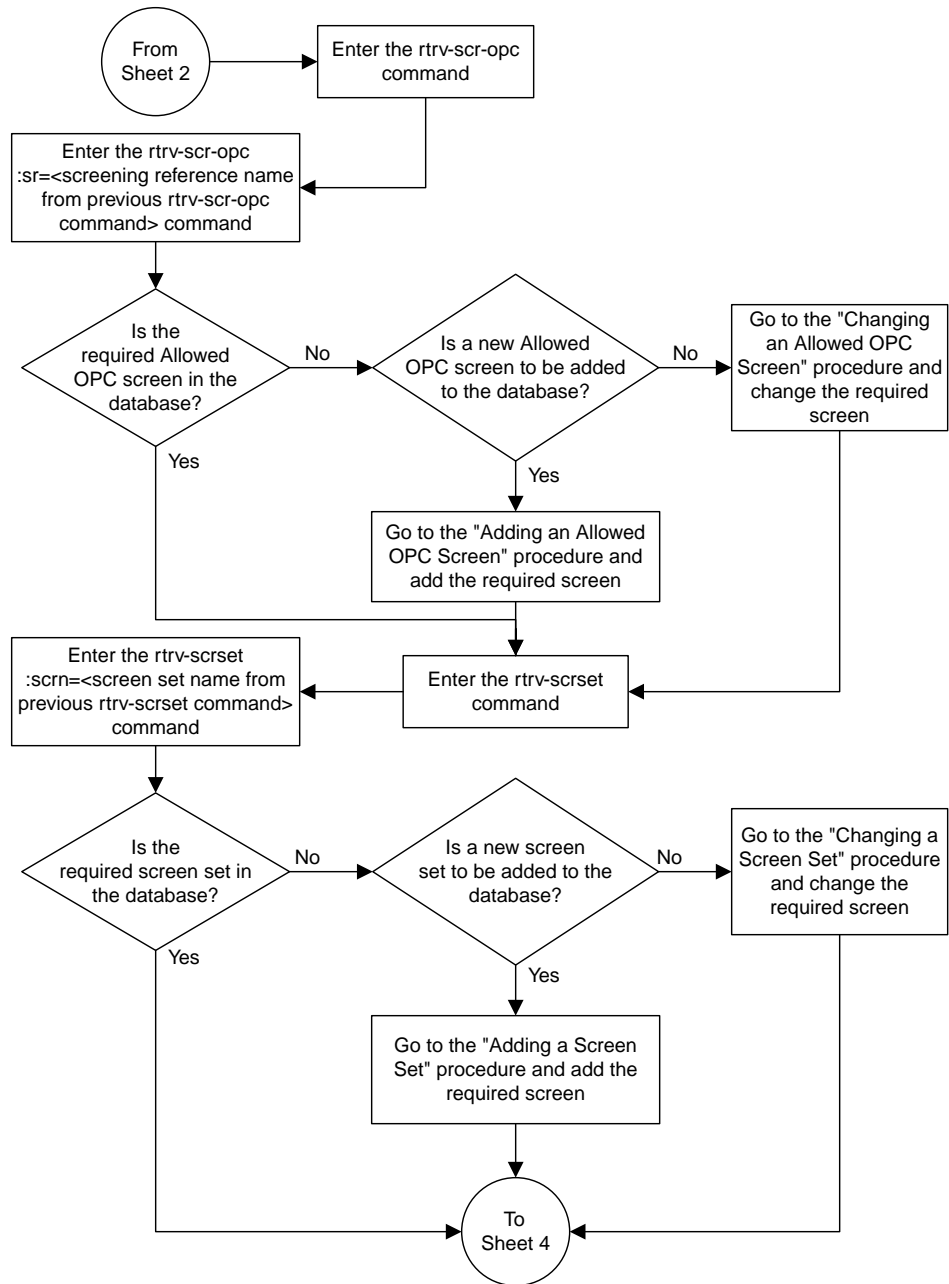 From
Sheet 2
Enter the rtrv-scr-opc
command
Enter the rtrv-scr-opc
:sr=<screening reference name
from previous rtrv-scr-opc
command> command
Is the
required Allowed
OPC screen in the
database?
No
Yes
Is a new Allowed
OPC screen to be added
to the database?
No
Yes
Go to the "Changing
an Allowed OPC
Screen" procedure and
change the required
screen
Go to the "Adding an Allowed
OPC Screen" procedure and
add the required screen
Enter the rtrv-scrset
command
Enter the rtrv-scrset
:scrn=<screen set name from
previous rtrv-scrset command>
command
Is the
required screen set in
the database?
No
Yes
Is a new screen
set to be added to the
database?
No
Yes
Go to the "Changing a
Screen Set" procedure
and change the
required screen
Go to the "Adding a Screen
Set" procedure and add the
required screen
To
Sheet 4